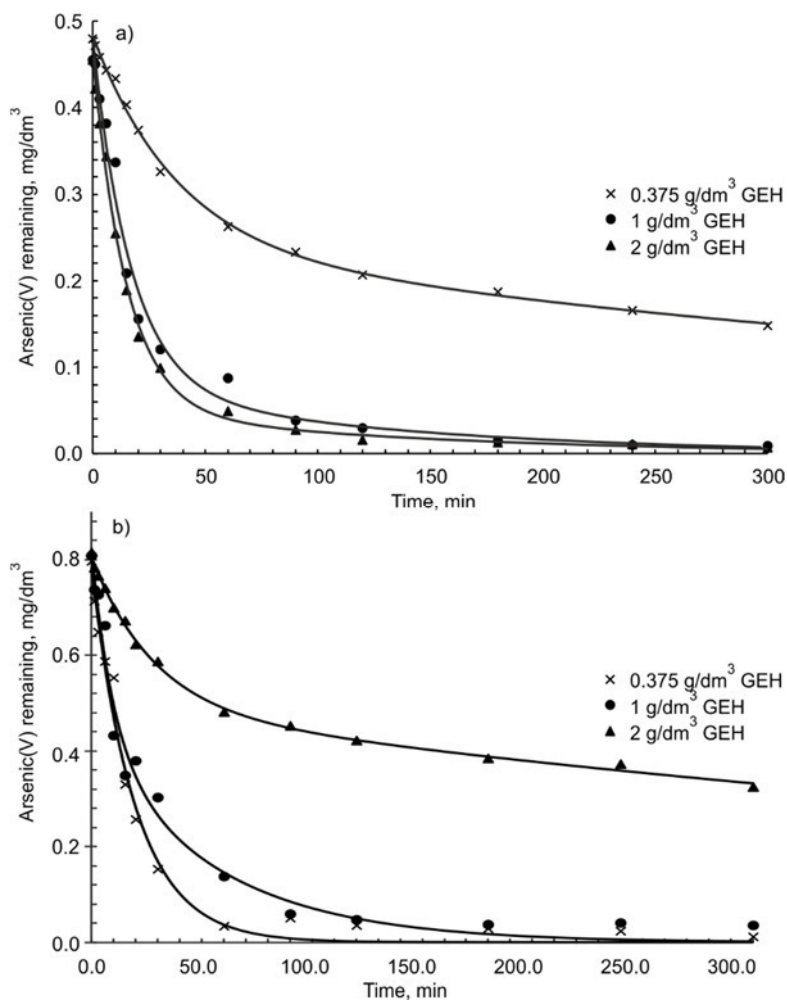 a)
0.5
0.4
0.3
0.2
0.1
0.0
Arsenic(V) remaining, mg/dm³
0.375 g/dm³ GEH
1 g/dm³ GEH
2 g/dm³ GEH
0 50 100 150 200 250 300
Time, min
b)
0.8
0.6
0.4
0.2
0.0
Arsenic(V) remaining, mg/dm³
0.375 g/dm³ GEH
1 g/dm³ GEH
2 g/dm³ GEH
0.0 50.0 100.0 150.0 200.0 250.0 300.0
Time, min